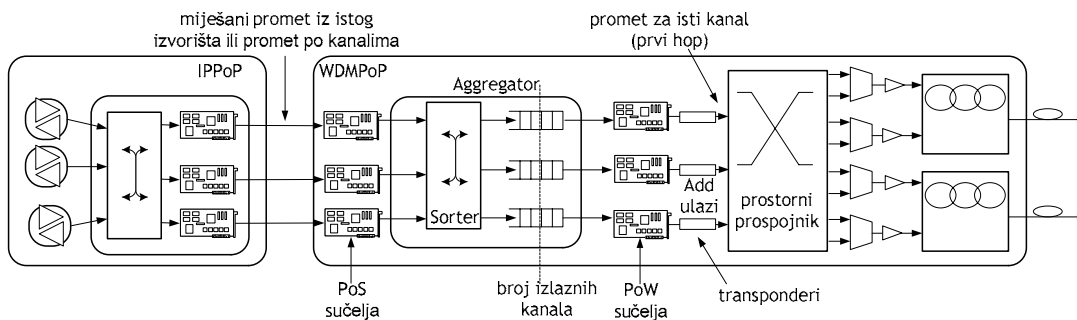 miješani promet iz istog
izvorišta ili promet po kanalima
promet za isti kanal
(prvi hop)
IPPoP
WDMPoP
Aggregator
Sorter
Add
ulazi
prostorni
prospojnik
PoS
sučelja
broj izlaznih
kanala
PoW
sučelja
transponderi